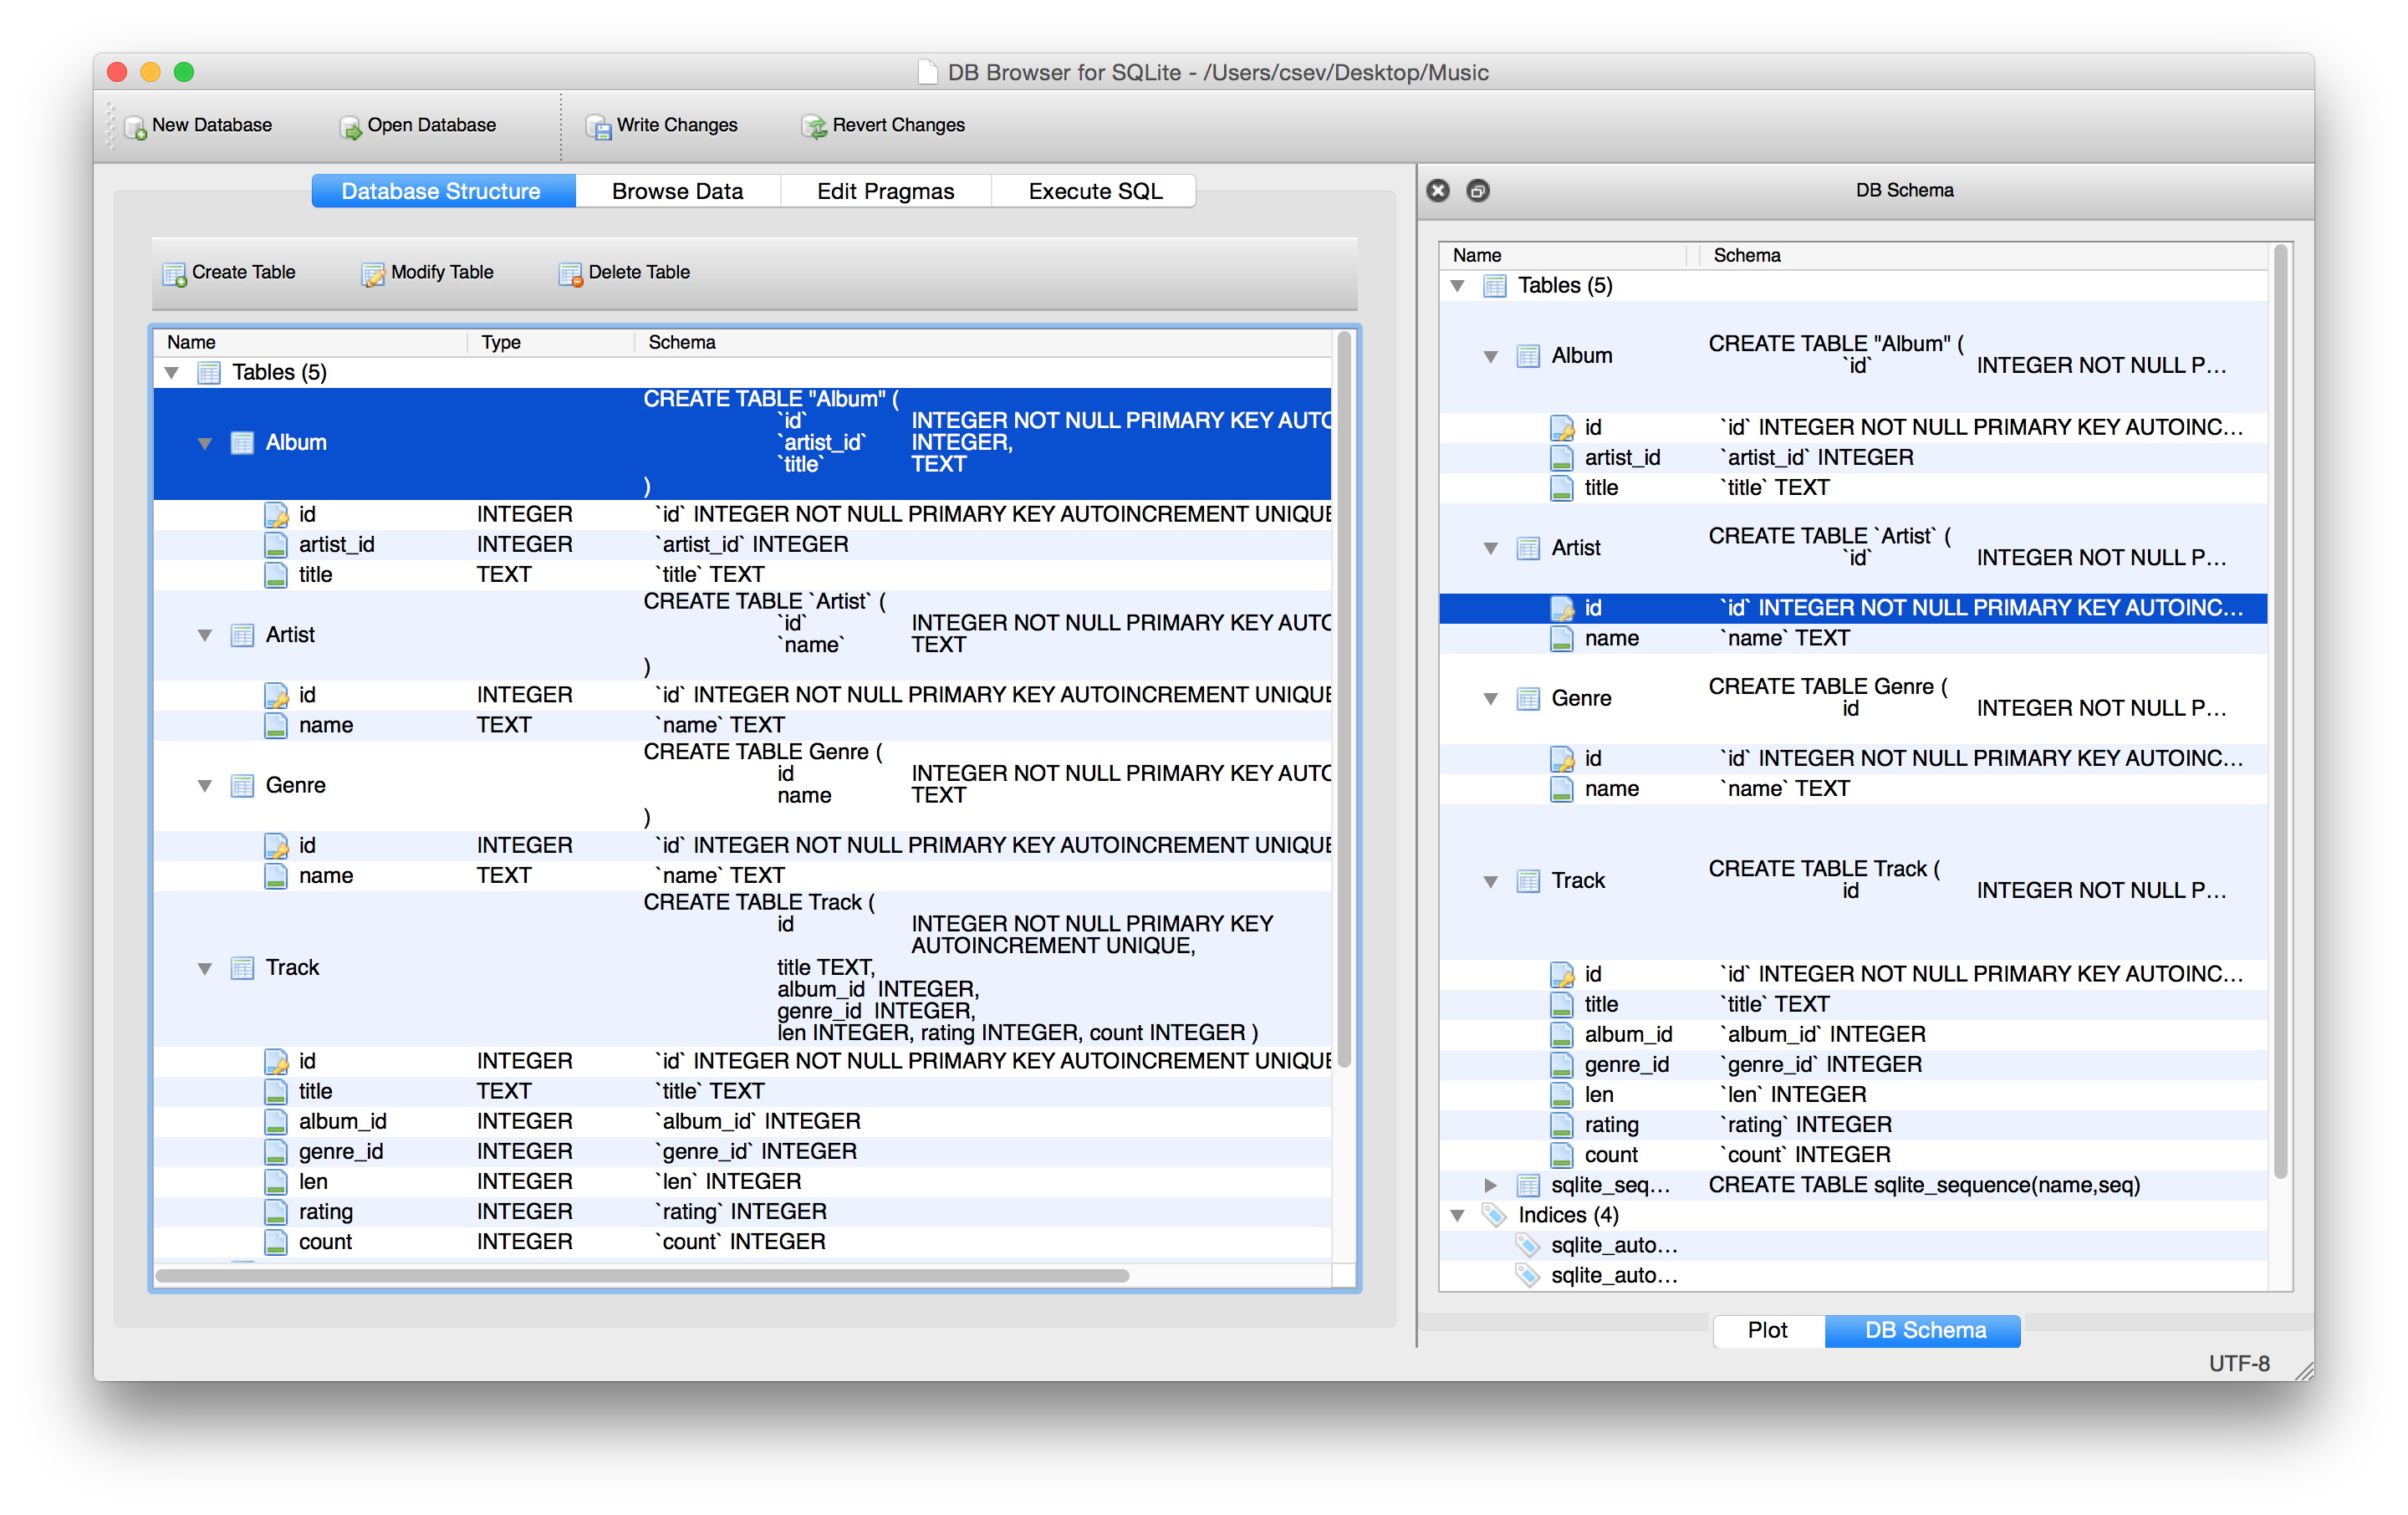 DB Browser for SQLite - /Users/csev/Desktop/Music
New Database Open Database Write Changes Revert Changes
Database Structure Browse Data Edit Pragmas Execute SQL
Create Table Modify Table Delete Table
Name Type Schema
Tables (5)
Album
CREATE TABLE "Album" (
`id` INTEGER NOT NULL PRIMARY KEY AUTO
`artist_id` INTEGER,
`title` TEXT
)
id INTEGER `id` INTEGER NOT NULL PRIMARY KEY AUTOINCREMENT UNIQUE
artist_id INTEGER `artist_id` INTEGER
title TEXT `title` TEXT
Artist
CREATE TABLE `Artist` (
`id` INTEGER NOT NULL PRIMARY KEY AUTO
`name` TEXT
)
id INTEGER `id` INTEGER NOT NULL PRIMARY KEY AUTOINCREMENT UNIQUE
name TEXT `name` TEXT
Genre
CREATE TABLE Genre (
id INTEGER NOT NULL PRIMARY KEY AUTO
name TEXT
)
id INTEGER `id` INTEGER NOT NULL PRIMARY KEY AUTOINCREMENT UNIQUE
name TEXT `name` TEXT
Track
CREATE TABLE Track (
id INTEGER NOT NULL PRIMARY KEY
AUTOINCREMENT UNIQUE,
title TEXT,
album_id INTEGER,
genre_id INTEGER,
len INTEGER, rating INTEGER, count INTEGER )
id INTEGER `id` INTEGER NOT NULL PRIMARY KEY AUTOINCREMENT UNIQUE
title TEXT `title` TEXT
album_id INTEGER `album_id` INTEGER
genre_id INTEGER `genre_id` INTEGER
len INTEGER `len` INTEGER
rating INTEGER `rating` INTEGER
count INTEGER `count` INTEGER
DB Schema
Name Schema
Tables (5)
Album
CREATE TABLE "Album" (
`id` INTEGER NOT NULL P…
id `id` INTEGER NOT NULL PRIMARY KEY AUTOINC…
artist_id `artist_id` INTEGER
title `title` TEXT
Artist
CREATE TABLE `Artist` (
`id` INTEGER NOT NULL P…
id `id` INTEGER NOT NULL PRIMARY KEY AUTOINC…
name `name` TEXT
Genre
CREATE TABLE Genre (
id INTEGER NOT NULL P…
id `id` INTEGER NOT NULL PRIMARY KEY AUTOINC…
name `name` TEXT
Track
CREATE TABLE Track (
id INTEGER NOT NULL P…
id `id` INTEGER NOT NULL PRIMARY KEY AUTOINC…
title `title` TEXT
album_id `album_id` INTEGER
genre_id `genre_id` INTEGER
len `len` INTEGER
rating `rating` INTEGER
count `count` INTEGER
sqlite_seq… CREATE TABLE sqlite_sequence(name,seq)
Indices (4)
sqlite_auto…
sqlite_auto…
Plot DB Schema
UTF-8